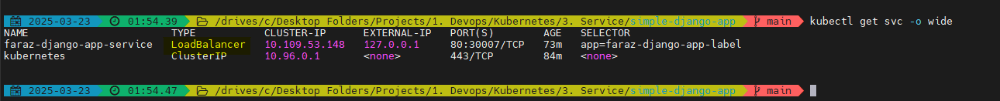 2025-03-23 01:54.39 /drives/c/Desktop Folders/Projects/1. Devops/Kubernetes/3. Service/simple-django-app main kubectl get svc -o wide
NAME TYPE CLUSTER-IP EXTERNAL-IP PORT(S) AGE SELECTOR
faraz-django-app-service LoadBalancer 10.109.53.148 127.0.0.1 80:30007/TCP 73m app=faraz-django-app-label
kubernetes ClusterIP 10.96.0.1 <none> 443/TCP 84m <none>
2025-03-23 01:54.47 /drives/c/Desktop Folders/Projects/1. Devops/Kubernetes/3. Service/simple-django-app main